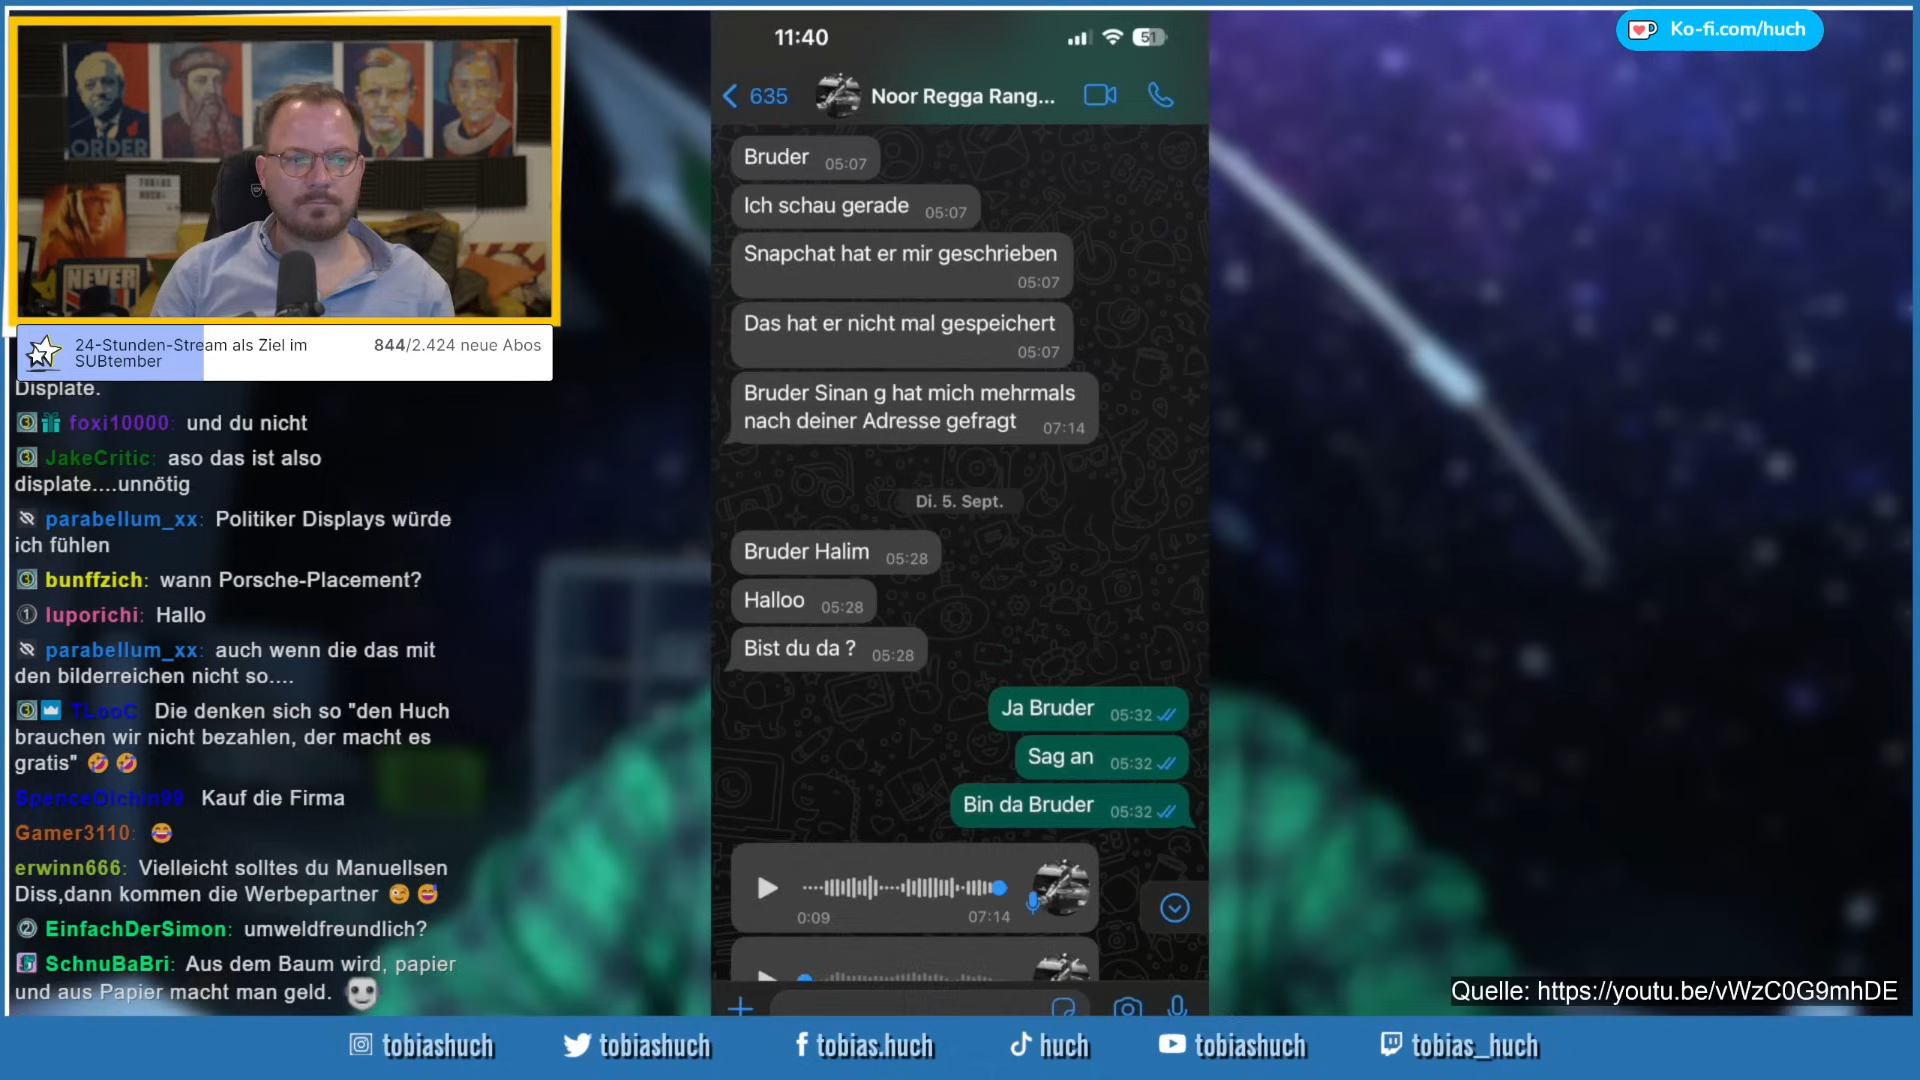 ORDER
TOBIAS
HUCH
NEVER
24-Stunden-Stream als Ziel im
SUBtember
844/2.424 neue Abos
Displate.
foxi10000: und du nicht
JakeCritic: aso das ist also
displate....unnötig
parabellum_xx: Politiker Displays würde
ich fühlen
bunffzich: wann Porsche-Placement?
luporichi: Hallo
parabellum_xx: auch wenn die das mit
den bilderreichen nicht so....
TLooC: Die denken sich so "den Huch
brauchen wir nicht bezahlen, der macht es
gratis" 🤣 🤣
SpenceOlchin99: Kauf die Firma
Gamer3110: 😂
erwinn666: Vielleicht solltes du Manuellsen
Diss,dann kommen die Werbepartner 😉 😅
EinfachDerSimon: umweldfreundlich?
SchnuBaBri: Aus dem Baum wird, papier
und aus Papier macht man geld.
11:40
51
635
Noor Regga Rang...
Bruder 05:07
Ich schau gerade 05:07
Snapchat hat er mir geschrieben
05:07
Das hat er nicht mal gespeichert
05:07
Bruder Sinan g hat mich mehrmals
nach deiner Adresse gefragt 07:14
Di. 5. Sept.
Bruder Halim 05:28
Halloo 05:28
Bist du da ? 05:28
Ja Bruder 05:32
Sag an 05:32
Bin da Bruder 05:32
0:09 07:14
Ko-fi.com/huch
Quelle: https://youtu.be/vWzC0G9mhDE
tobiashuch
tobiashuch
tobias.huch
huch
tobiashuch
tobias_huch